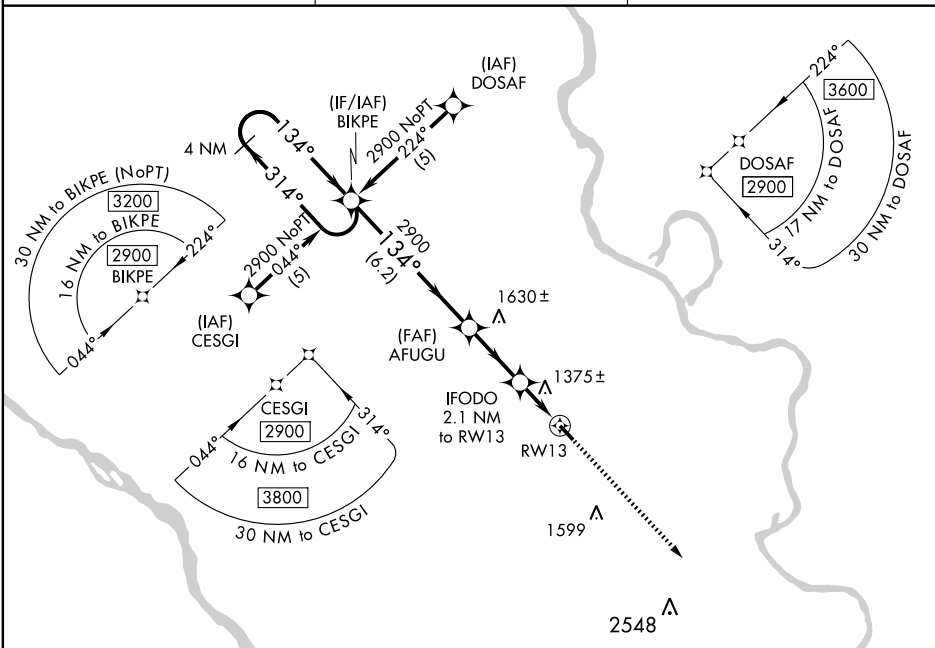 (IAF)
DOSAF
(IF/IAF)
BIKPE
2900 NoPT
224°
(5)
4 NM
134°
314°
2900 NoPT
044°
(5)
(IAF)
CESGI
2900
134°
(6.2)
(FAF)
AFUGU
1630±
IFODO
2.1 NM
to RW13
1375±
RW13
1599
2548
30 NM to BIKPE (NoPT)
3200
16 NM to BIKPE
2900
BIKPE
224°
044°
CESGI
2900
044°
314°
16 NM to CESGI
3800
30 NM to CESGI
224°
3600
DOSAF
2900
17 NM to DOSAF
30 NM to DOSAF
314°